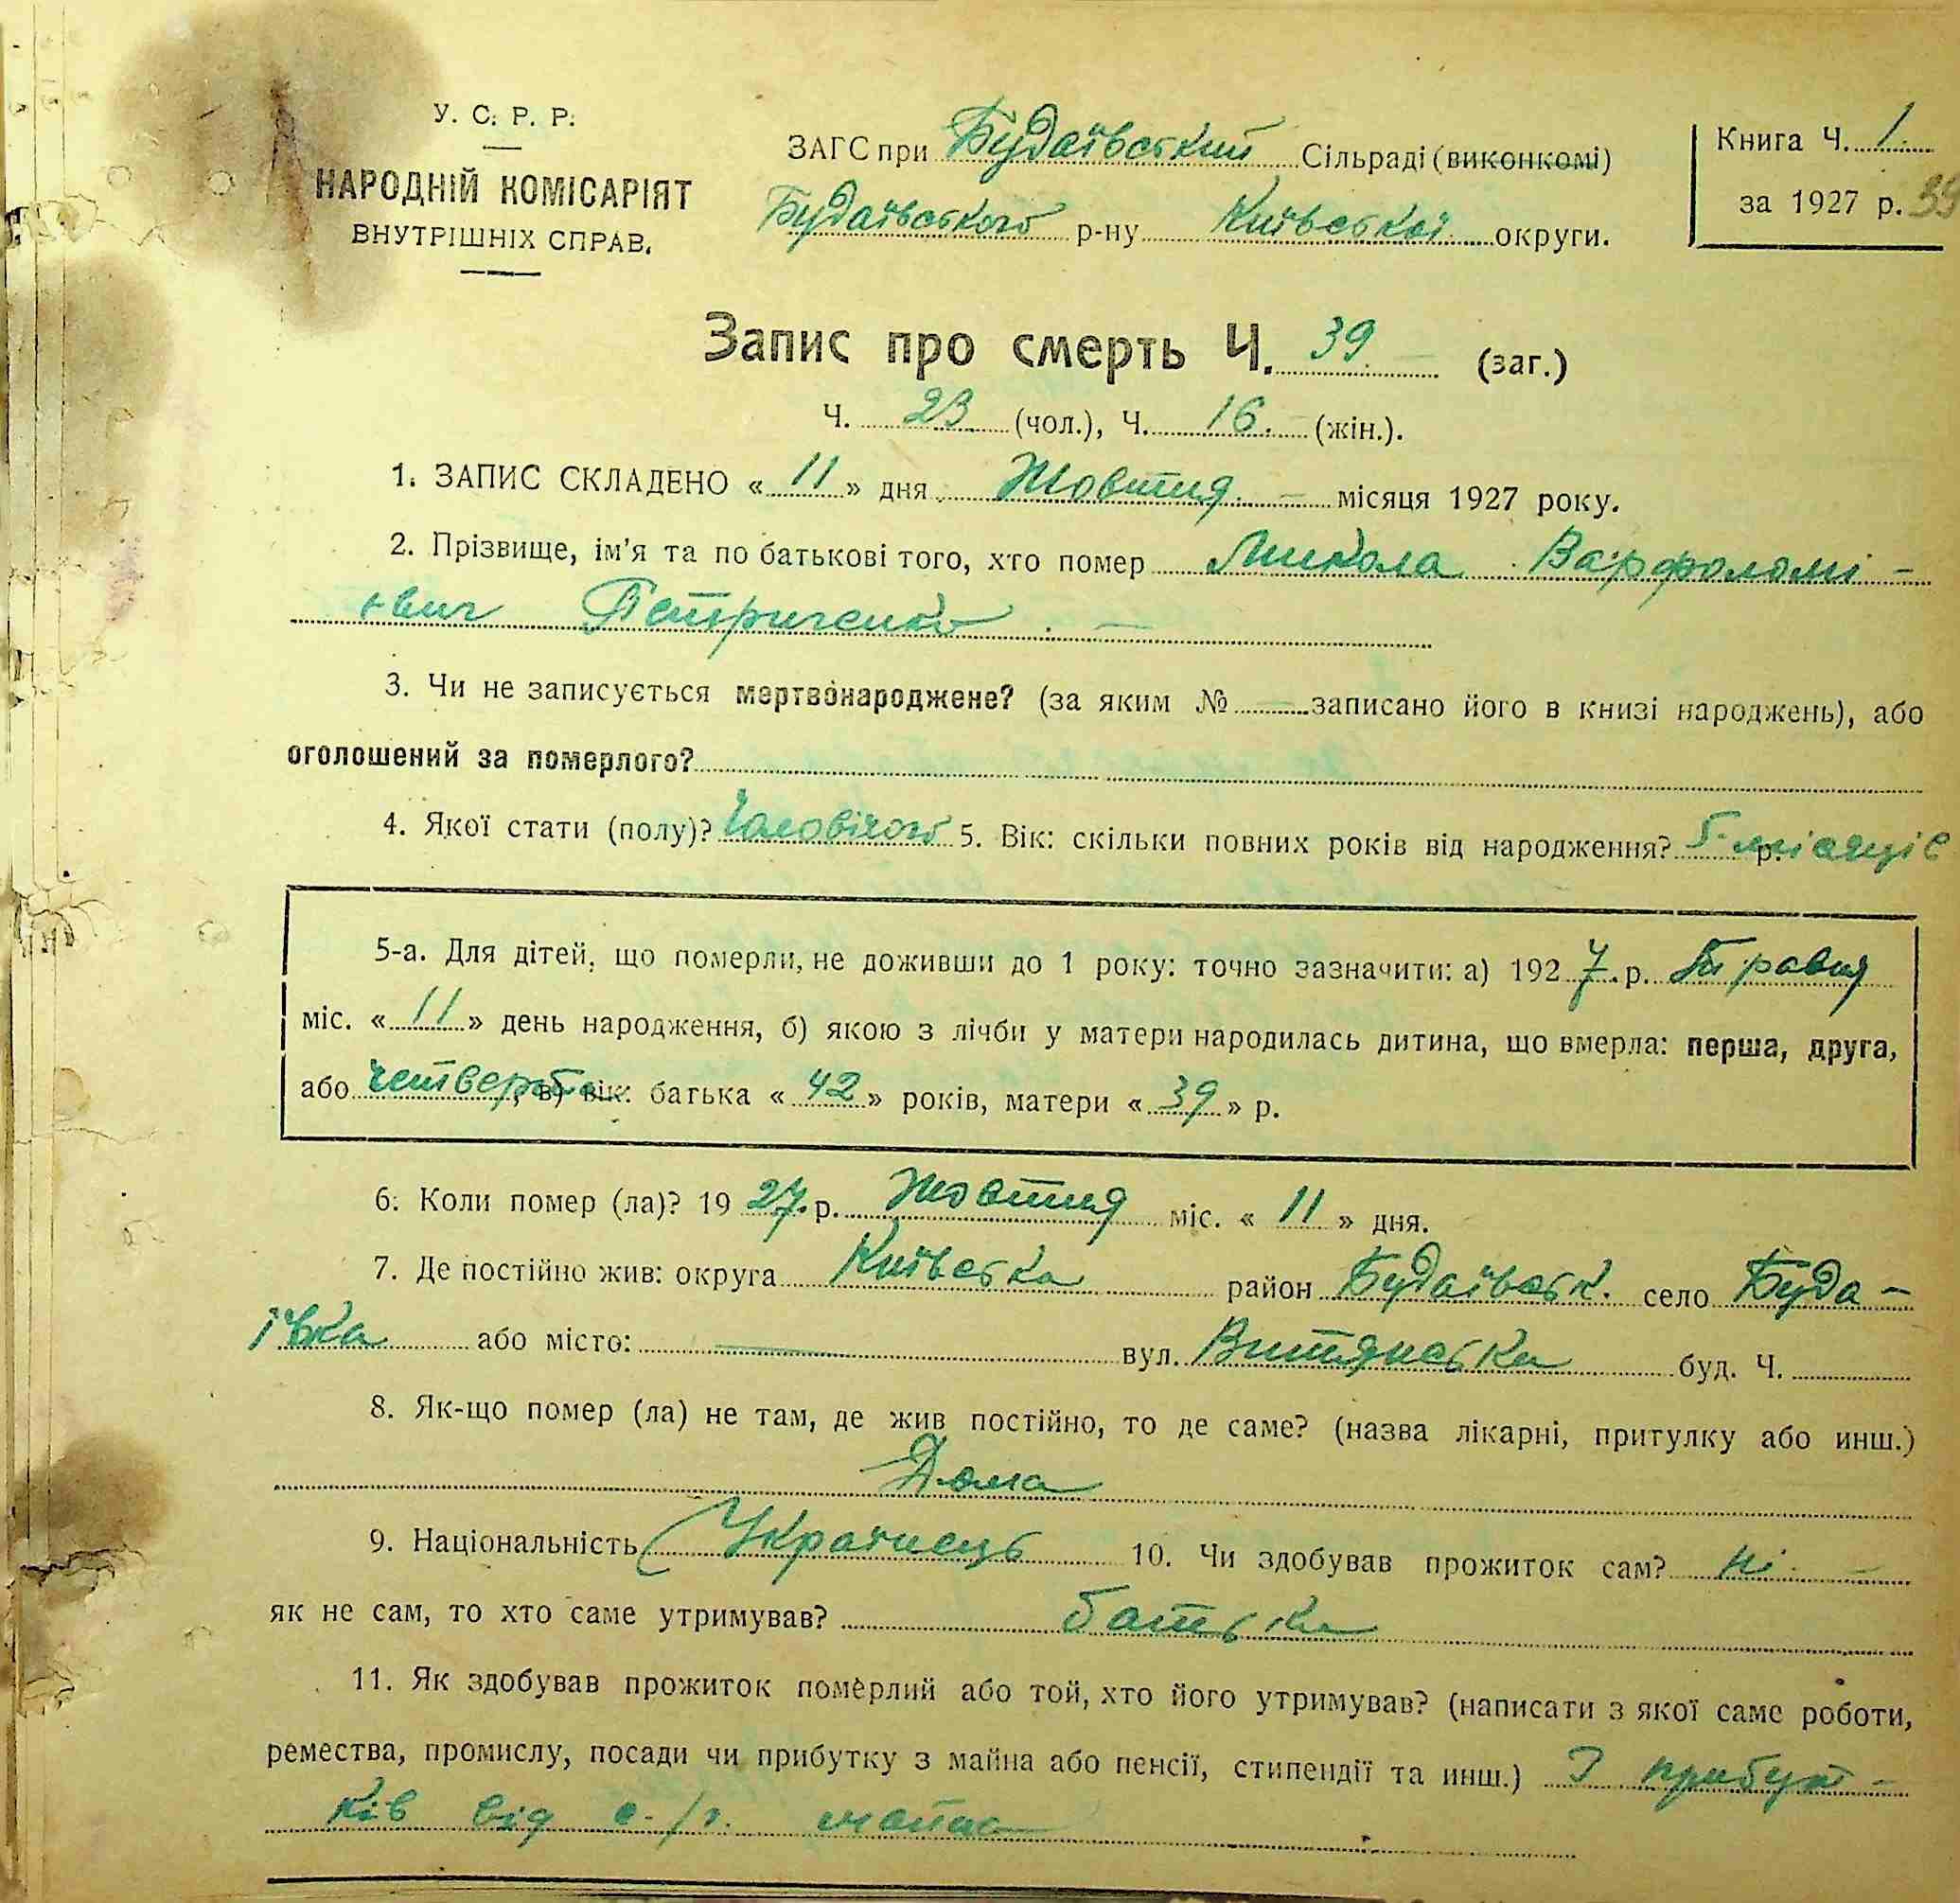 У. С. Р. Р.
НАРОДНІЙ КОМІСАРІЯТ
ВНУТРІШНІХ СПРАВ.
ЗАГС при Будаївський Сільраді (виконкомі)
Будаївського р-ну Київської округи.
Книга Ч. 1.
за 1927 р. 39
Запис про смерть Ч. 39 (заг.)
Ч. 23 (чол.), Ч. 16. (жін.).
1. ЗАПИС СКЛАДЕНО « 11 » дня Жовтня місяця 1927 року.
2. Прізвище, ім'я та по батькові того, хто помер Микола Варфоломі-
євич Петриченко
3. Чи не записується мертвонароджене? (за яким № — записано його в книзі народжень), або
оголошений за померлого?
4. Якої стати (полу)? Чоловічого 5. Вік: скільки повних років від народження? 5 місяців р.
5-а. Для дітей, що померли, не доживши до 1 року: точно зазначити: а) 1927 р. Травня
міс. « 11 » день народження, б) якою з лічби у матери народилась дитина, що вмерла: перша, друга,
або четверта, в) вік: батька « 42 » років, матери « 39 » р.
6. Коли помер (ла)? 1927 р. Жовтня міс. « 11 » дня.
7. Де постійно жив: округа Київська район Будаївськ. село Буда-
ївка або місто: — вул. Витянська буд. Ч.
8. Як-що помер (ла) не там, де жив постійно, то де саме? (назва лікарні, притулку або инш.)
Дома
9. Національність Українець 10. Чи здобував прожиток сам? ні. —
як не сам, то хто саме утримував? батьки
11. Як здобував прожиток померлий або той, хто його утримував? (написати з якої саме роботи,
ремества, промислу, посади чи прибутку з майна або пенсії, стипендії та инш.) З прибут-
ків від с./г. майна